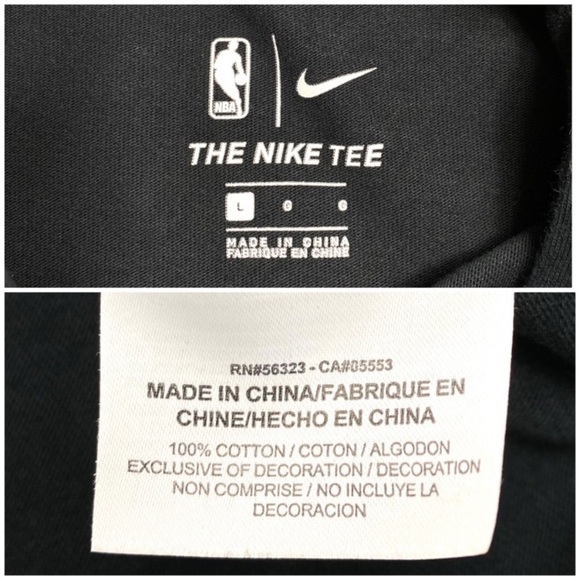 NBA
THE NIKE TEE
L G G
MADE IN CHINA
FABRIQUE EN CHINE
RN#56323 - CA#05553
MADE IN CHINA/FABRIQUE EN
CHINE/HECHO EN CHINA
100% COTTON / COTON / ALGODON
EXCLUSIVE OF DECORATION / DECORATION
NON COMPRISE / NO INCLUYE LA
DECORACION